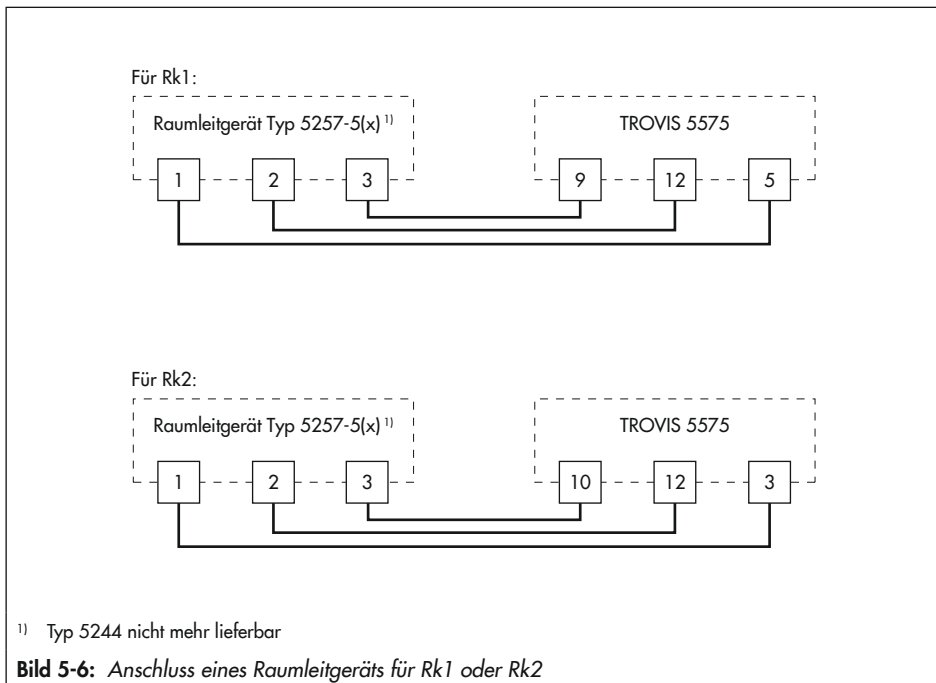 Für Rk1:
Raumleitgerät Typ 5257-5(x) 1)
TROVIS 5575
1 2 3 9 12 5
Für Rk2:
Raumleitgerät Typ 5257-5(x) 1)
TROVIS 5575
1 2 3 10 12 3
1) Typ 5244 nicht mehr lieferbar
Bild 5-6: Anschluss eines Raumleitgeräts für Rk1 oder Rk2